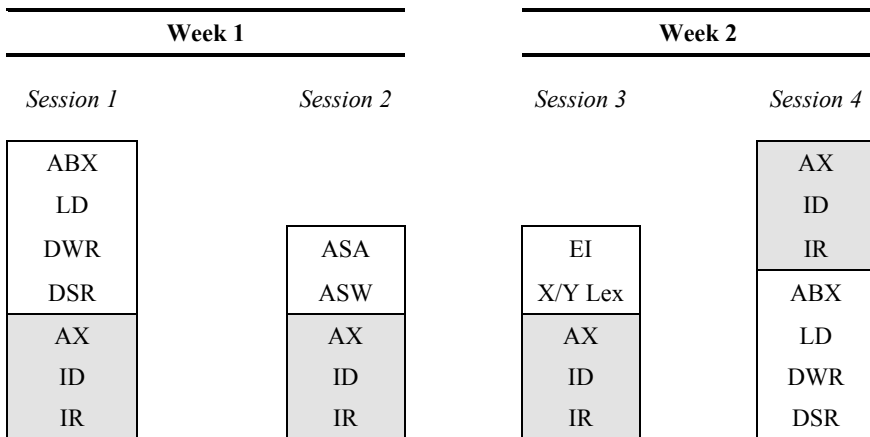 Week 1 Week 2
Session 1 Session 2 Session 3 Session 4
ABX AX
LD ID
DWR ASA EI IR
DSR ASW X/Y Lex ABX
AX AX AX LD
ID ID ID DWR
IR IR IR DSR